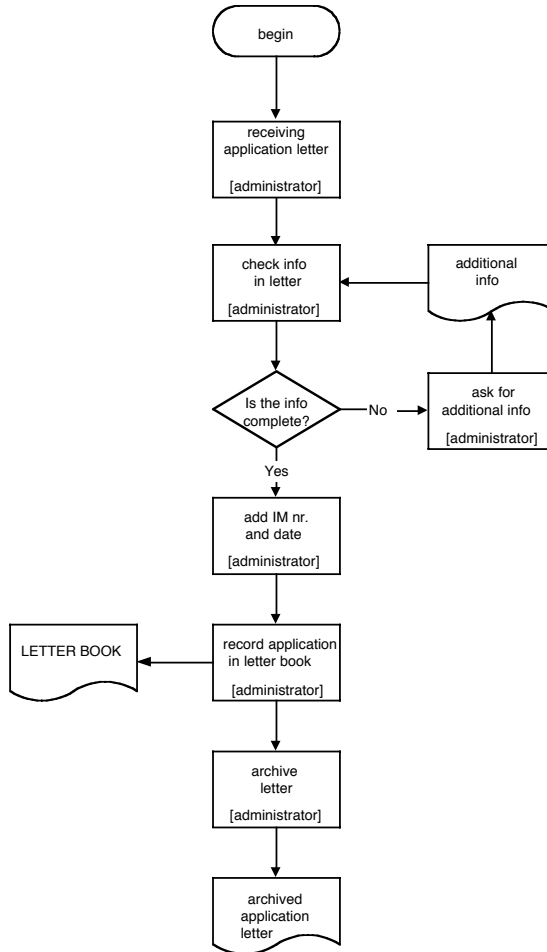 begin
receiving
application letter
[administrator]
check info
in letter
[administrator]
additional
info
Is the info
complete?
No
ask for
additional info
[administrator]
Yes
add IM nr.
and date
[administrator]
LETTER BOOK
record application
in letter book
[administrator]
archive
letter
[administrator]
archived
application
letter